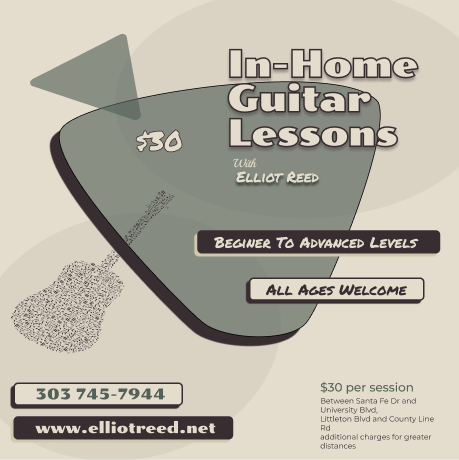 In-Home
Guitar
Lessons
$30
With
Elliot Reed
Beginer To Advanced Levels
All Ages Welcome
303 745-7944
www.elliotreed.net
$30 per session
Between Santa Fe Dr and
University Blvd,
Littleton Blvd and County Line
Rd
additional charges for greater
distances